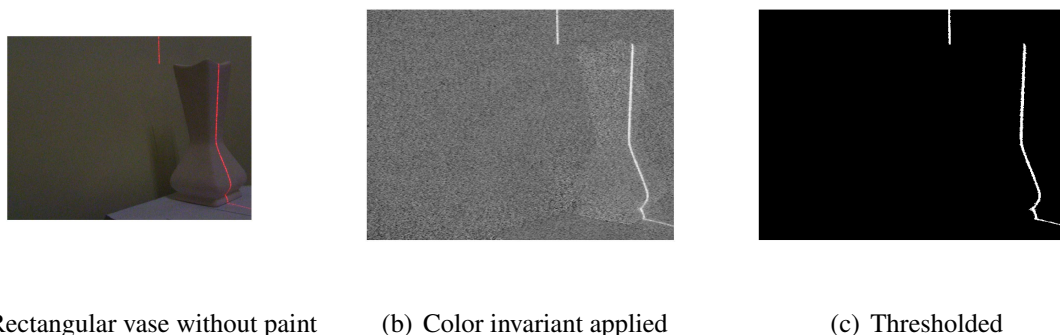 Rectangular vase without paint (b) Color invariant applied (c) Thresholded